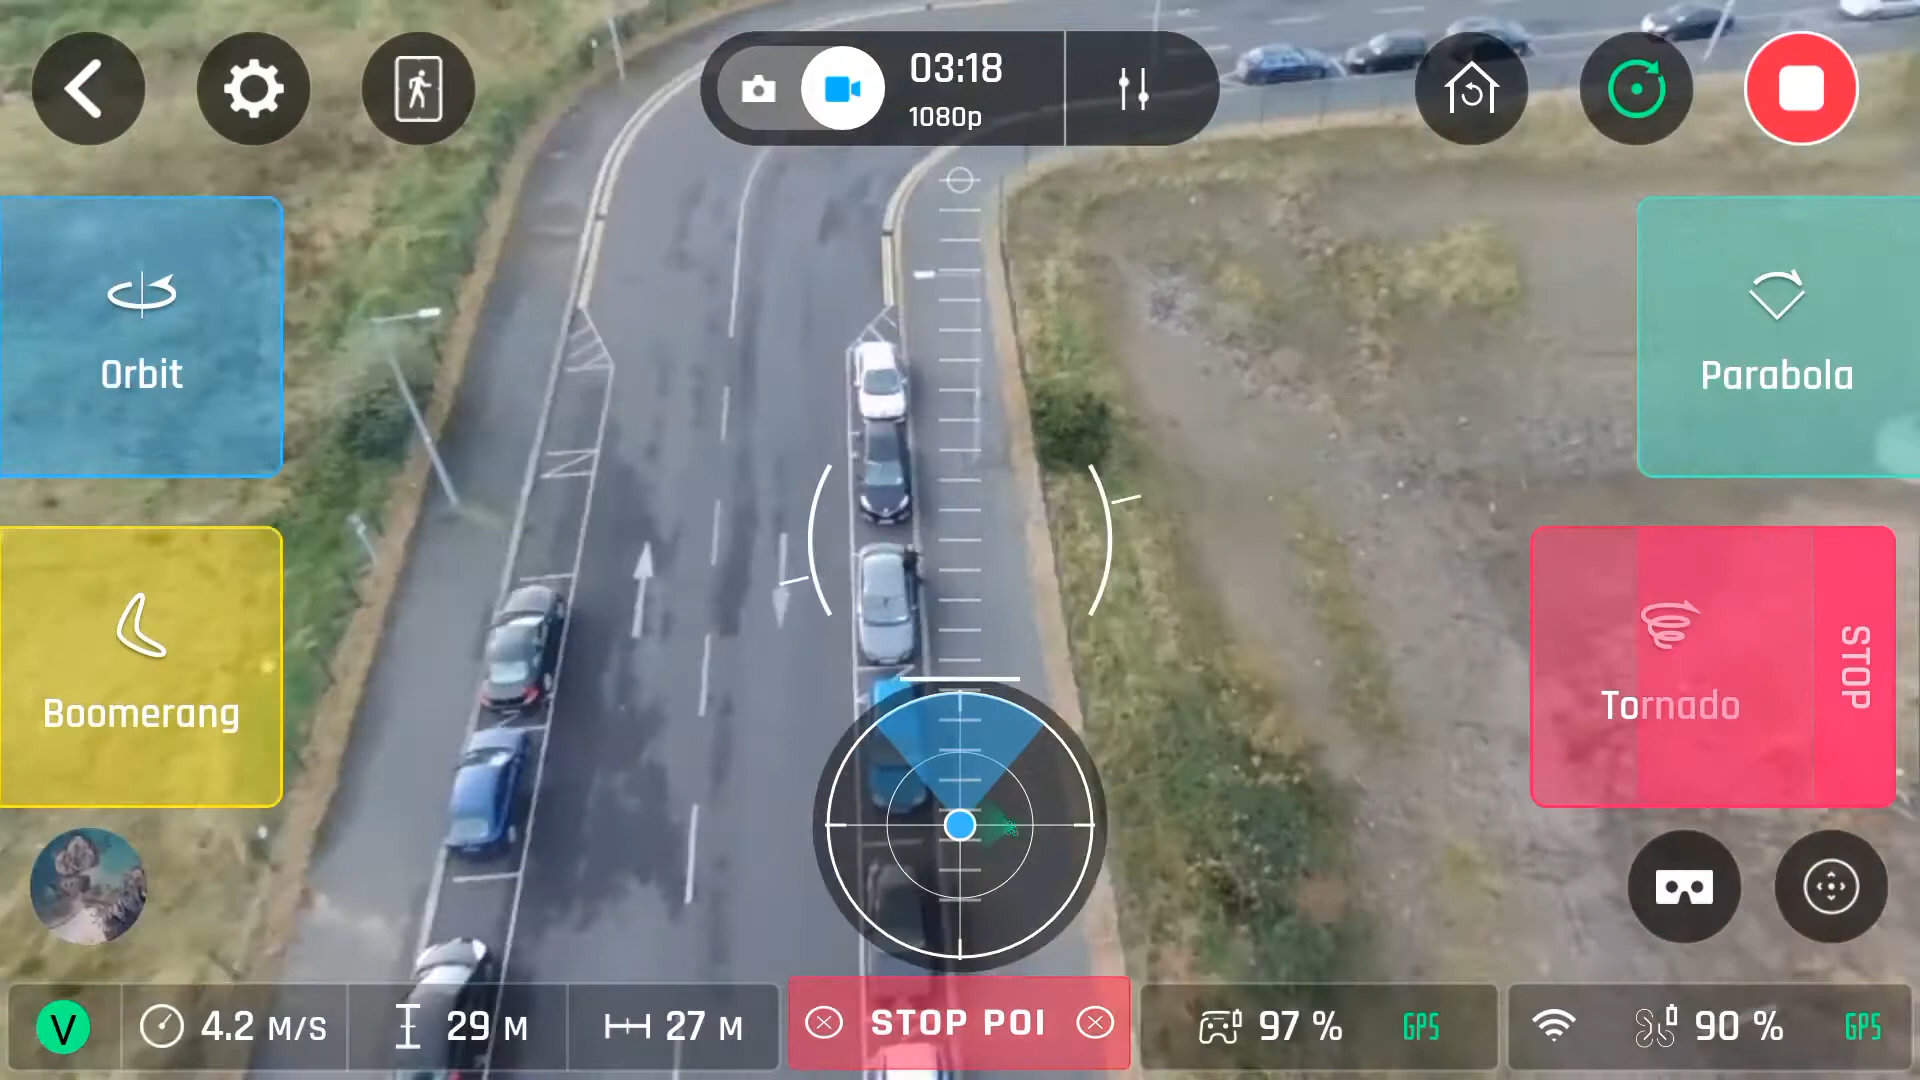 03:18
1080p
Orbit
Parabola
Boomerang
Tornado
STOP
V
4.2 M/S
29 M
27 M
STOP POI
97 %
GPS
90 %
GPS